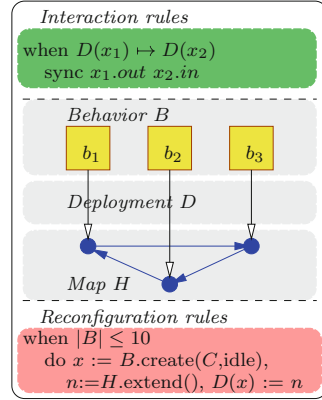 Interaction rules
when D(x₁) ↦ D(x₂)
sync x₁.out x₂.in
Behavior B
b₁ b₂ b₃
Deployment D
Map H
Reconfiguration rules
when |B| ≤ 10
do x := B.create(C,idle),
n:=H.extend(), D(x) := n